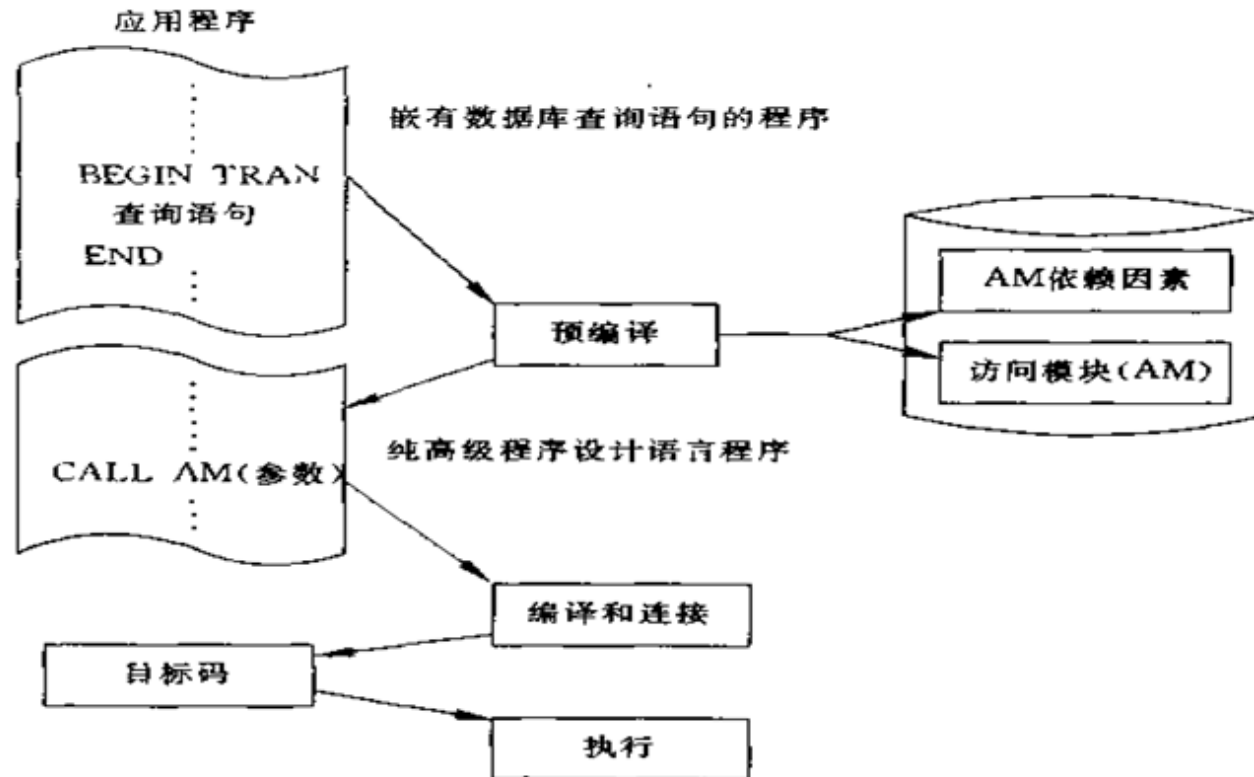 应用程序
嵌有数据库查询语句的程序
BEGIN TRAN
查询语句
END
AM依赖因素
预编译
访问模块(AM)
纯高级程序设计语言程序
CALL AM(参数)
编译和连接
目标码
执行